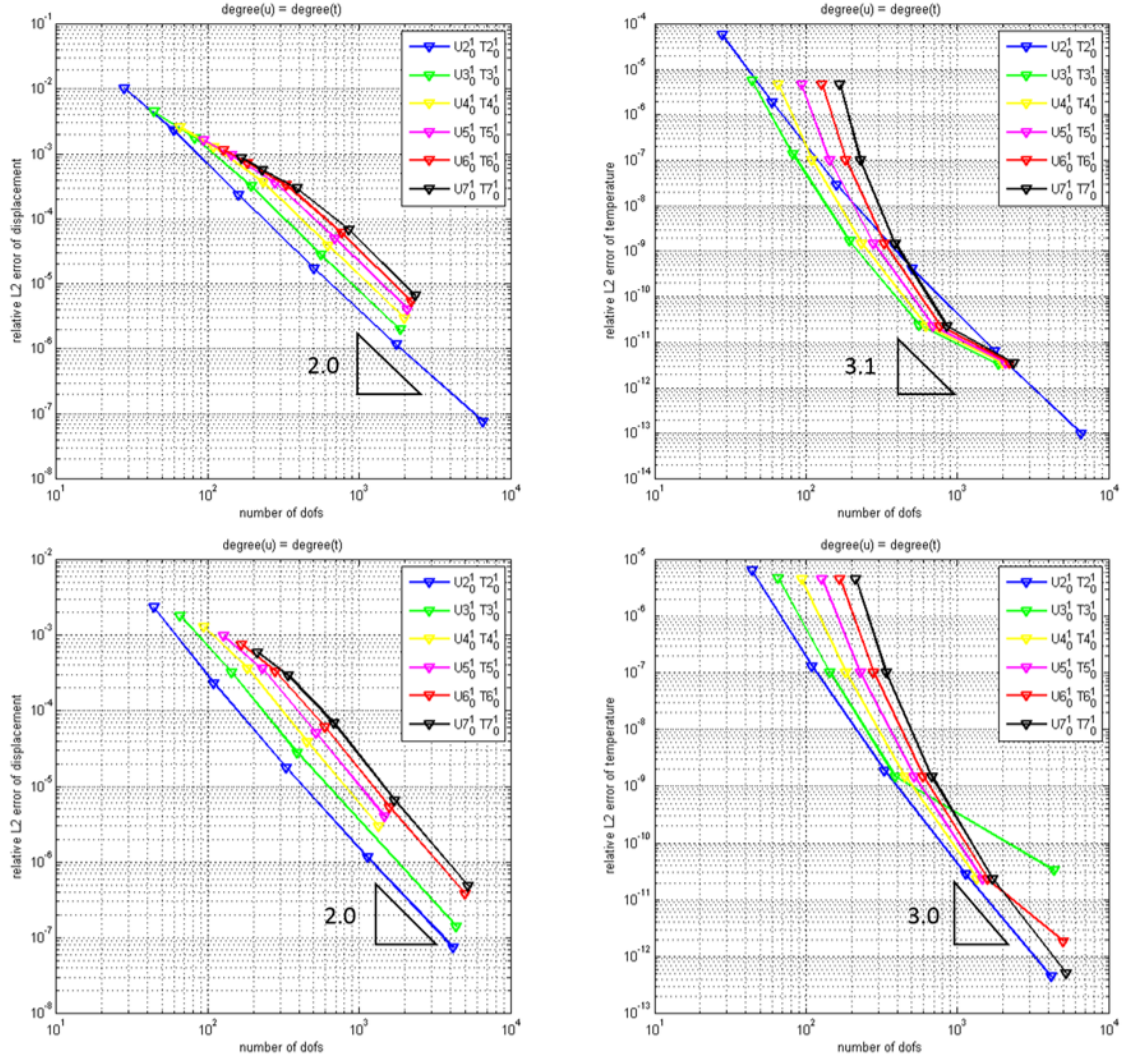 degree(u) = degree(t)
10^-1
10^-2
10^-3
10^-4
10^-5
10^-6
10^-7
10^-8
relative L2 error of displacement
U2^1_0 T2^1_0
U3^1_0 T3^1_0
U4^1_0 T4^1_0
U5^1_0 T5^1_0
U6^1_0 T6^1_0
U7^1_0 T7^1_0
2.0
10^1
10^2
10^3
10^4
number of dofs
degree(u) = degree(t)
10^-4
10^-5
10^-6
10^-7
10^-8
10^-9
10^-10
10^-11
10^-12
10^-13
10^-14
relative L2 error of temperature
U2^1_0 T2^1_0
U3^1_0 T3^1_0
U4^1_0 T4^1_0
U5^1_0 T5^1_0
U6^1_0 T6^1_0
U7^1_0 T7^1_0
3.1
10^1
10^2
10^3
10^4
number of dofs
degree(u) = degree(t)
10^-2
10^-3
10^-4
10^-5
10^-6
10^-7
10^-8
relative L2 error of displacement
U2^1_0 T2^1_0
U3^1_0 T3^1_0
U4^1_0 T4^1_0
U5^1_0 T5^1_0
U6^1_0 T6^1_0
U7^1_0 T7^1_0
2.0
10^1
10^2
10^3
10^4
number of dofs
degree(u) = degree(t)
10^-5
10^-6
10^-7
10^-8
10^-9
10^-10
10^-11
10^-12
10^-13
relative L2 error of temperature
U2^1_0 T2^1_0
U3^1_0 T3^1_0
U4^1_0 T4^1_0
U5^1_0 T5^1_0
U6^1_0 T6^1_0
U7^1_0 T7^1_0
3.0
10^1
10^2
10^3
10^4
number of dofs